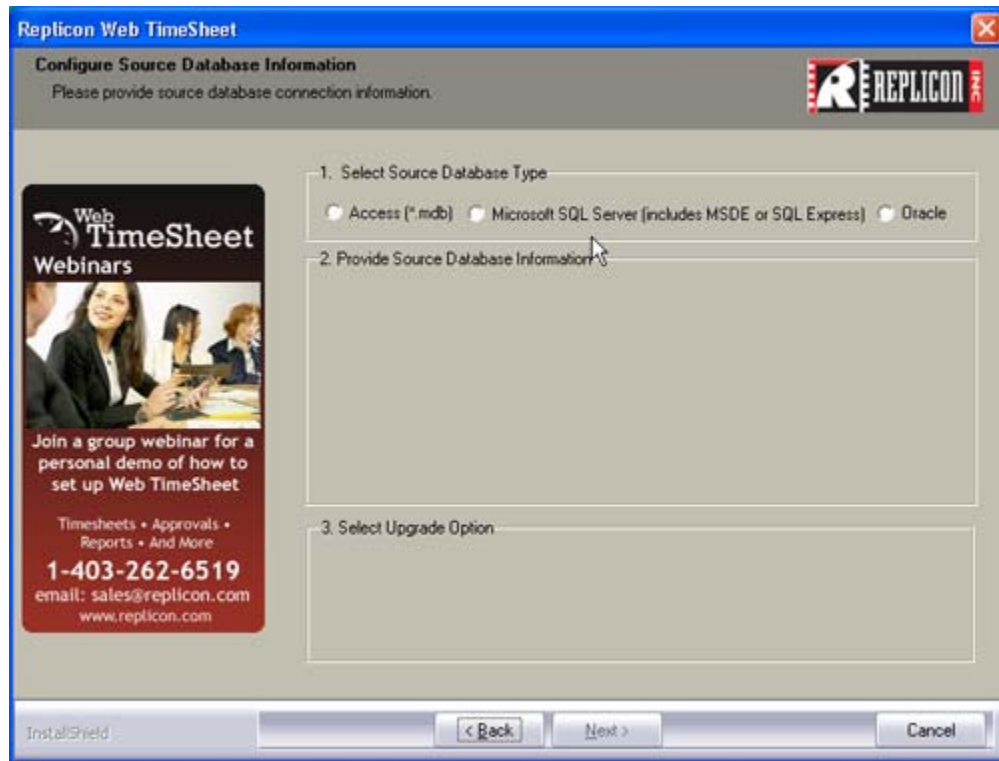 Replicon Web TimeSheet
Configure Source Database Information
Please provide source database connection information.
REPLICON INC
Web
TimeSheet
Webinars
Join a group webinar for a
personal demo of how to
set up Web TimeSheet
Timesheets • Approvals •
Reports • And More
1-403-262-6519
email: sales@replicon.com
www.replicon.com
1. Select Source Database Type
Access (*.mdb) Microsoft SQL Server (includes MSDE or SQL Express) Oracle
2. Provide Source Database Information
3. Select Upgrade Option
InstallShield
< Back Next > Cancel